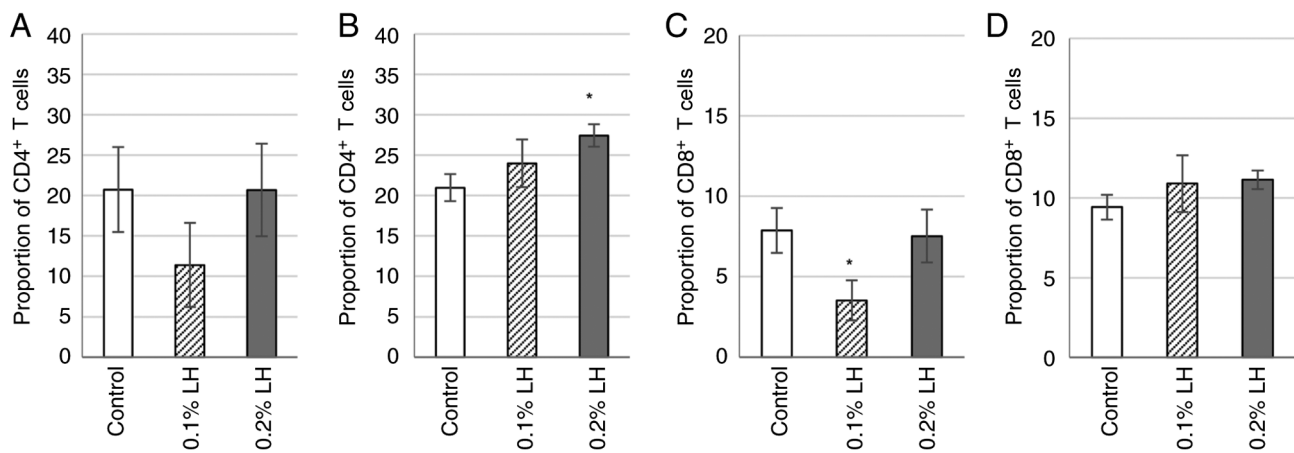 A
Proportion of CD4+ T cells
40
35
30
25
20
15
10
5
0
Control
0.1% LH
0.2% LH
B
Proportion of CD4+ T cells
40
35
30
25
20
15
10
5
0
*
Control
0.1% LH
0.2% LH
C
Proportion of CD8+ T cells
20
15
10
5
0
*
Control
0.1% LH
0.2% LH
D
Proportion of CD8+ T cells
20
15
10
5
0
Control
0.1% LH
0.2% LH